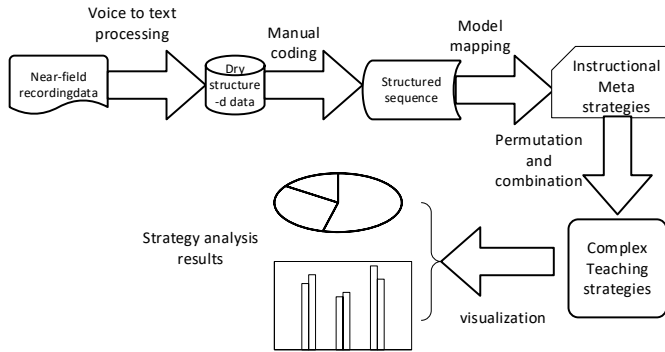 Voice to text
processing
Manual
coding
Model
mapping
Near-field
recordingdata
Dry
structure
-d data
Structured
sequence
Instructional
Meta
strategies
Permutation
and
combination
Strategy analysis
results
Complex
Teaching
strategies
visualization